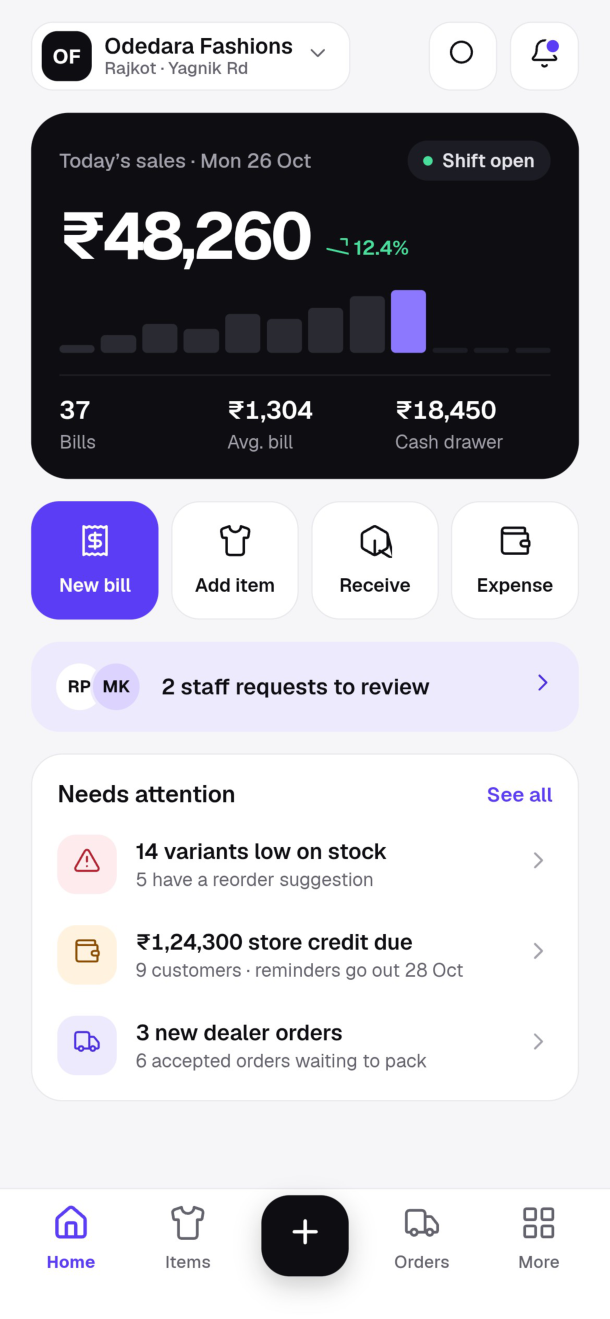 OF
Odedara Fashions
Rajkot · Yagnik Rd
Today’s sales · Mon 26 Oct
Shift open
₹48,260
12.4%
37
Bills
₹1,304
Avg. bill
₹18,450
Cash drawer
New bill
Add item
Receive
Expense
RP
MK
2 staff requests to review
Needs attention
See all
14 variants low on stock
5 have a reorder suggestion
₹1,24,300 store credit due
9 customers · reminders go out 28 Oct
3 new dealer orders
6 accepted orders waiting to pack
Home
Items
Orders
More